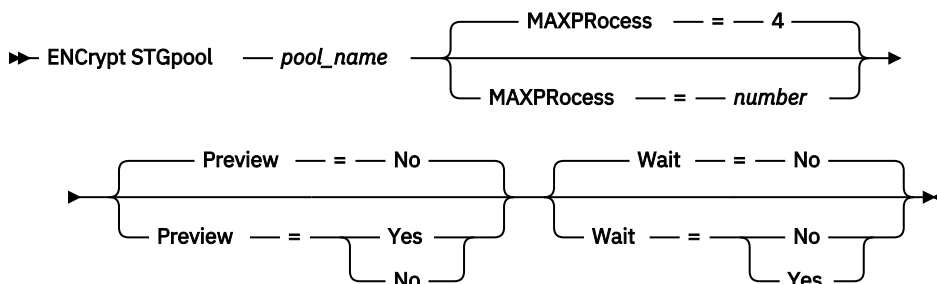 MAXPRocess = 4
ENCrypt STGpool pool_name
MAXPRocess = number
Preview = No
Wait = No
Preview = Yes
No
Wait = No
Yes